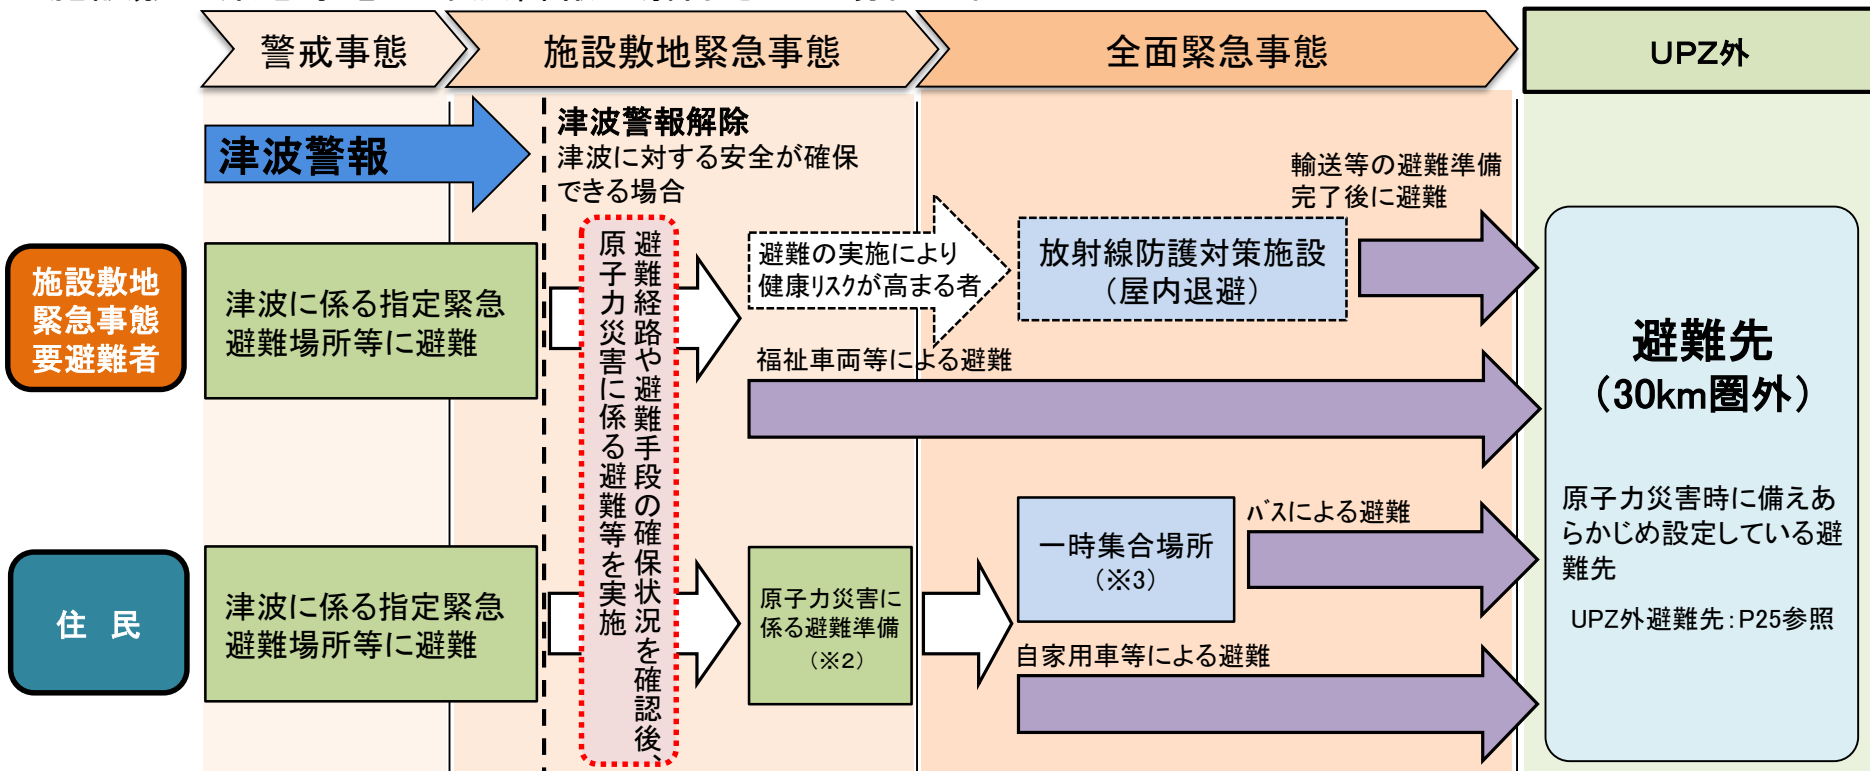 警戒事態
施設敷地緊急事態
全面緊急事態
UPZ外
津波警報
津波警報解除
津波に対する安全が確保
できる場合
輸送等の避難準備
完了後に避難
施設敷地
緊急事態
要避難者
津波に係る指定緊急
避難場所等に避難
避難経路や避難手段の確保状況を確認後、
原子力災害に係る避難等を実施
避難の実施により
健康ﾘｽｸが高まる者
放射線防護対策施設
（屋内退避）
福祉車両等による避難
避難先
（30km圏外）
原子力災害時に備えあ
らかじめ設定している避
難先
UPZ外避難先：P25参照
住 民
津波に係る指定緊急
避難場所等に避難
原子力災害に
係る避難準備
（※2）
一時集合場所
（※3）
ﾊﾞｽによる避難
自家用車等による避難